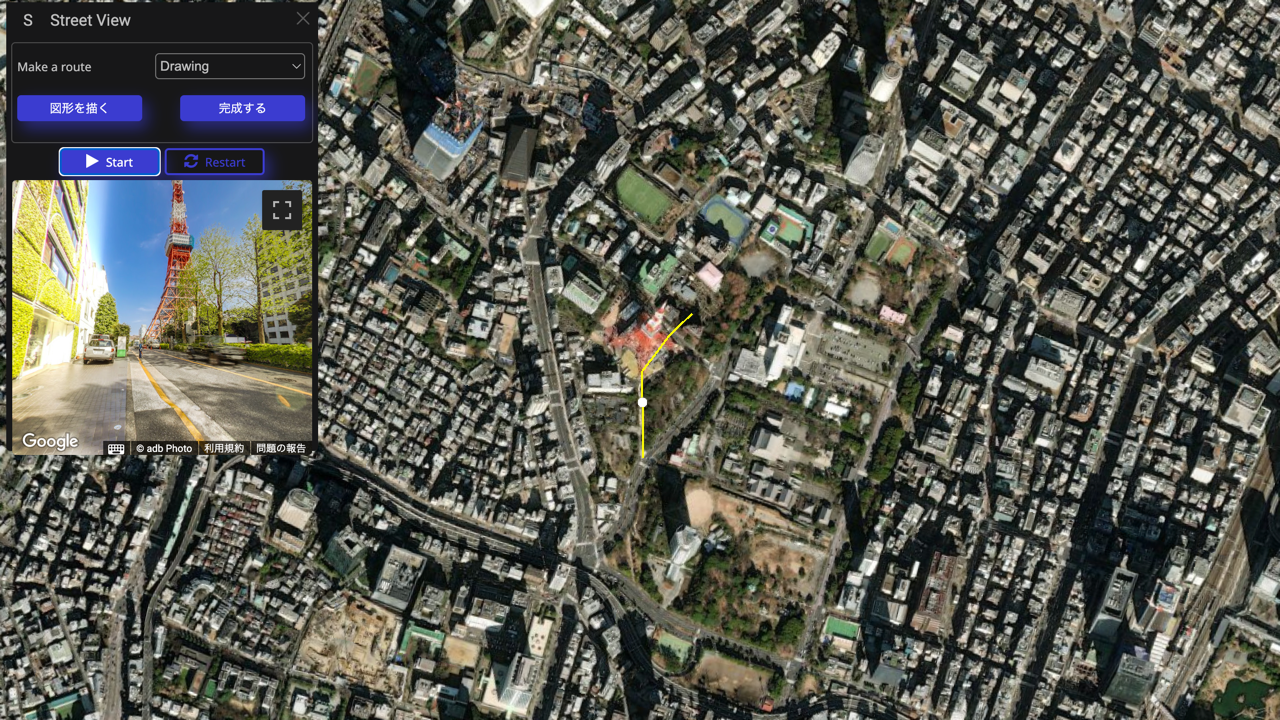 S Street View
Make a route
Drawing
図形を描く
完成する
Start
Restart
Google
© adb Photo
利用規約
問題の報告